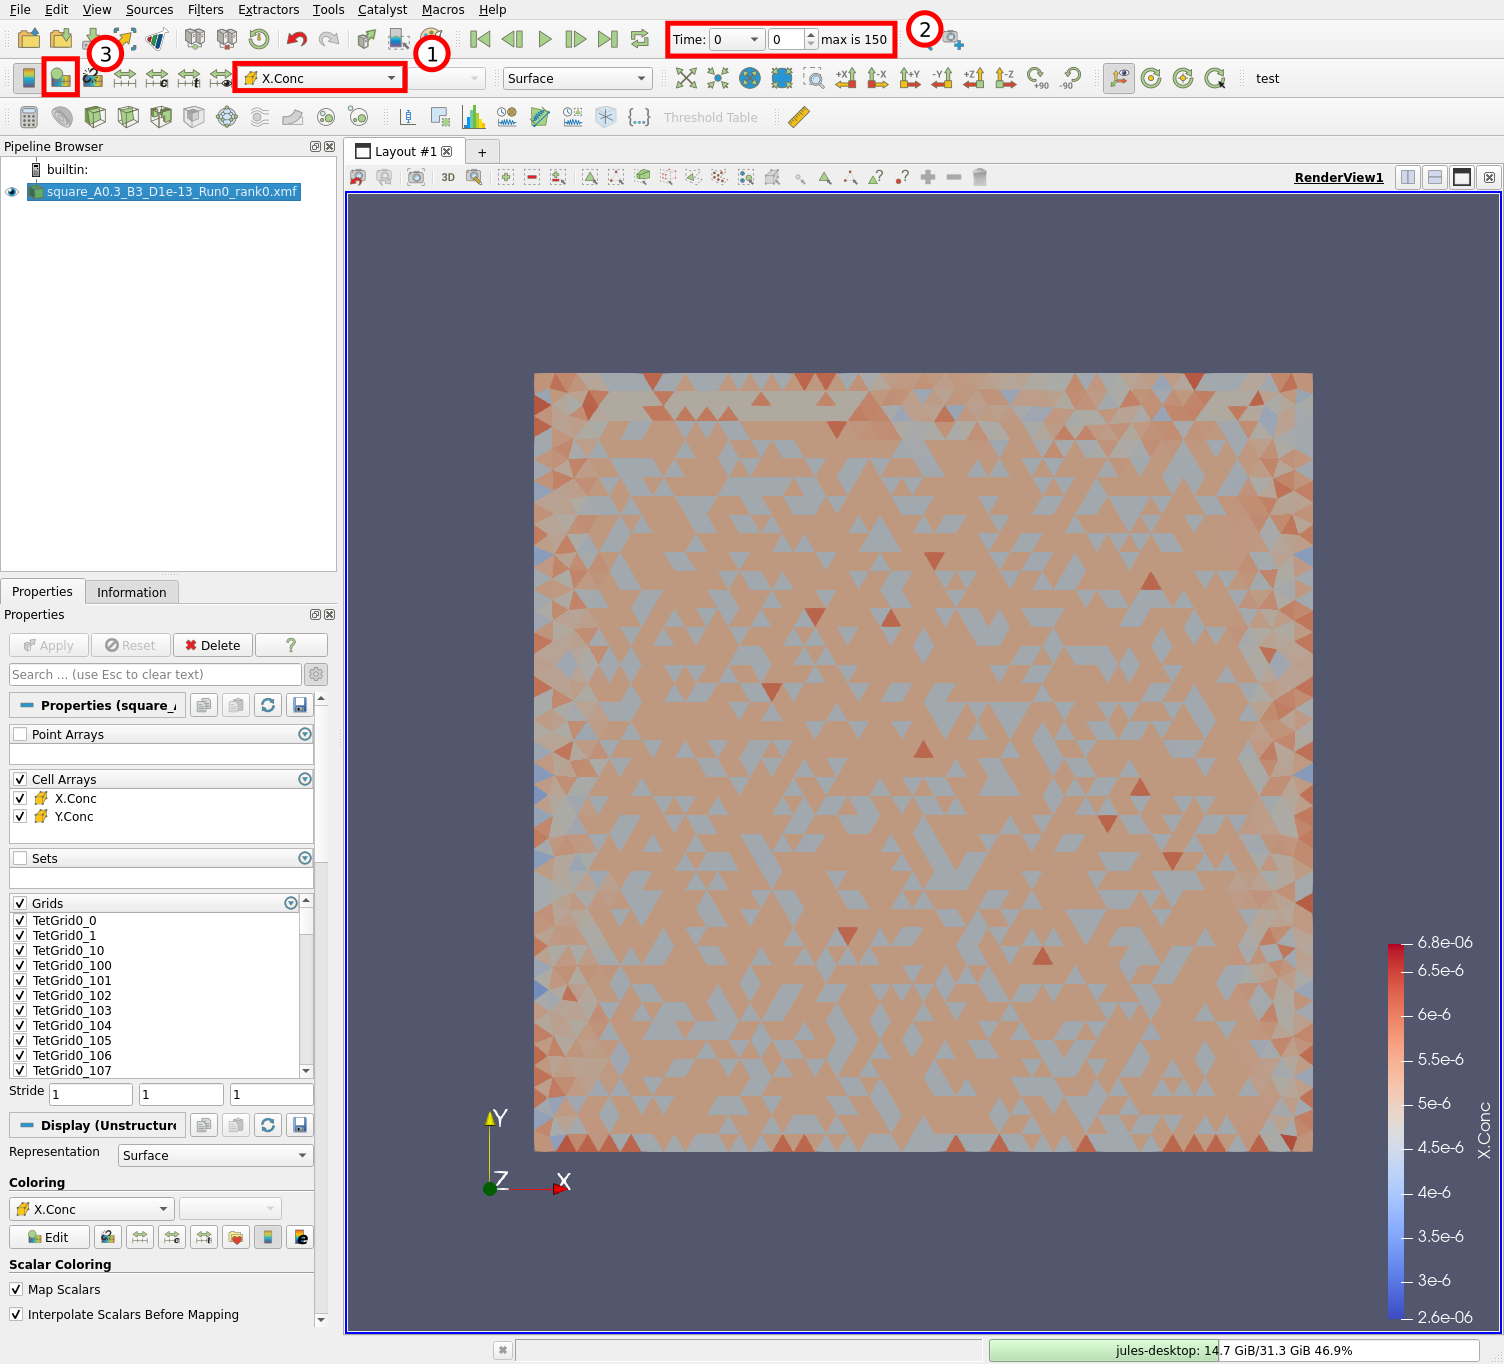 File Edit View Sources Filters Extractors Tools Catalyst Macros Help
Time: 0 0 max is 150
2
3
1
X.Conc
Surface
+X -X +Y -Y +Z -Z +90 -90
test
Threshold Table
Pipeline Browser
builtin:
square_A0.3_B3_D1e-13_Run0_rank0.xmf
Layout #1
+
3D
RenderView1
Properties Information
Properties
Apply Reset Delete ?
Search ... (use Esc to clear text)
Properties (square_
Point Arrays
Cell Arrays
X.Conc
Y.Conc
Sets
Grids
TetGrid0_0
TetGrid0_1
TetGrid0_10
TetGrid0_100
TetGrid0_101
TetGrid0_102
TetGrid0_103
TetGrid0_104
TetGrid0_105
TetGrid0_106
TetGrid0_107
Stride 1 1 1
Display (Unstructure
Representation Surface
Coloring
X.Conc
Edit
Scalar Coloring
Map Scalars
Interpolate Scalars Before Mapping
Y
Z
X
6.8e-06
6.5e-6
6e-6
5.5e-6
5e-6
4.5e-6
4e-6
3.5e-6
3e-6
2.6e-06
X.Conc
jules-desktop: 14.7 GiB/31.3 GiB 46.9%